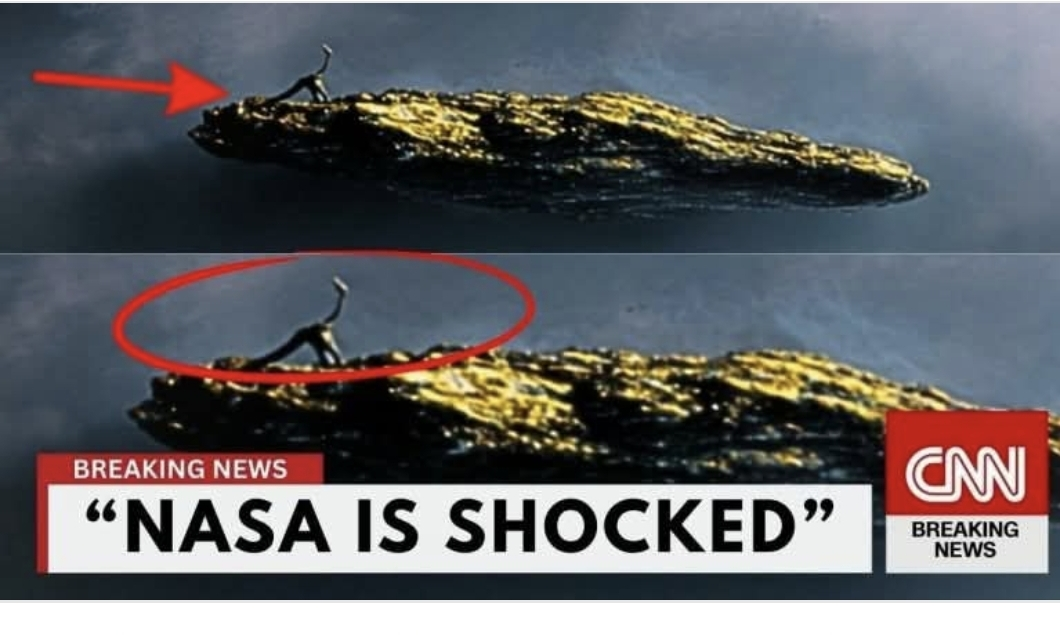 BREAKING NEWS
“NASA IS SHOCKED”
CNN
BREAKING
NEWS